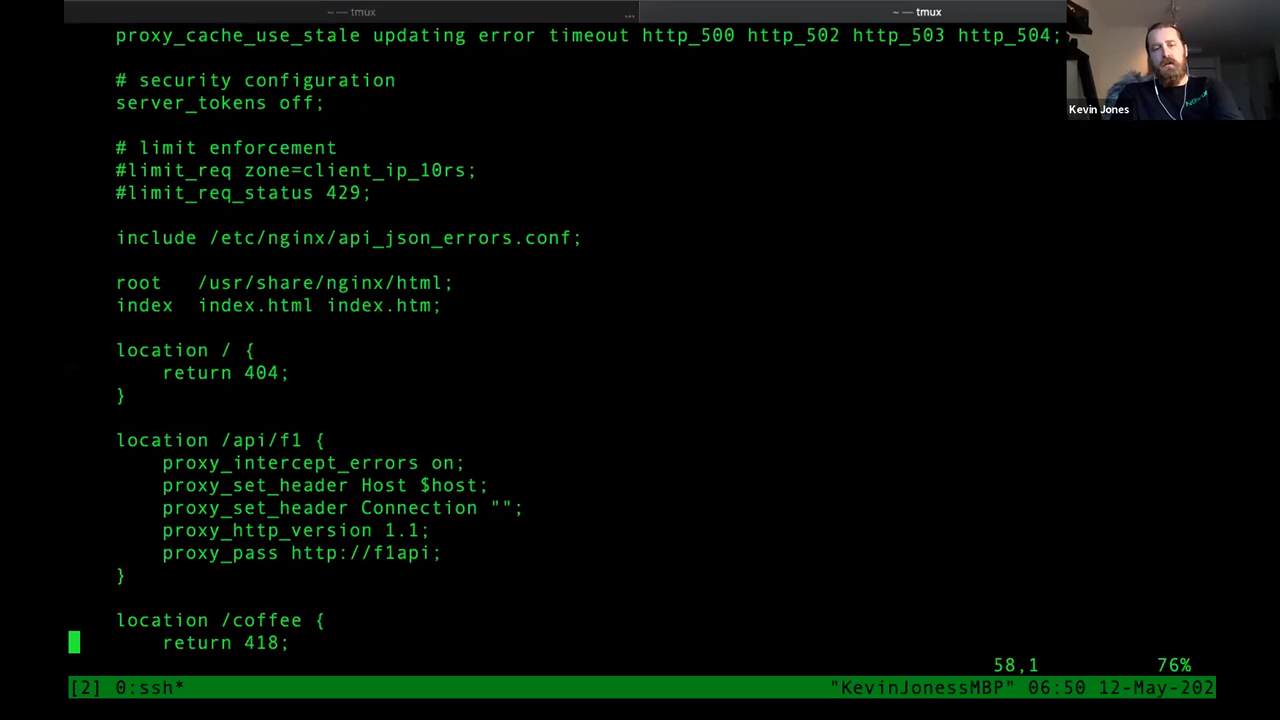 ~ — tmux
... ~ — tmux
proxy_cache_use_stale updating error timeout http_500 http_502 http_503 http_504;
# security configuration
server_tokens off;
# limit enforcement
#limit_req zone=client_ip_10rs;
#limit_req_status 429;
include /etc/nginx/api_json_errors.conf;
root /usr/share/nginx/html;
index index.html index.htm;
location / {
return 404;
}
location /api/f1 {
proxy_intercept_errors on;
proxy_set_header Host $host;
proxy_set_header Connection "";
proxy_http_version 1.1;
proxy_pass http://f1api;
}
location /coffee {
return 418;
58,1 76%
[2] 0:ssh* "KevinJonessMBP" 06:50 12-May-202
Kevin Jones